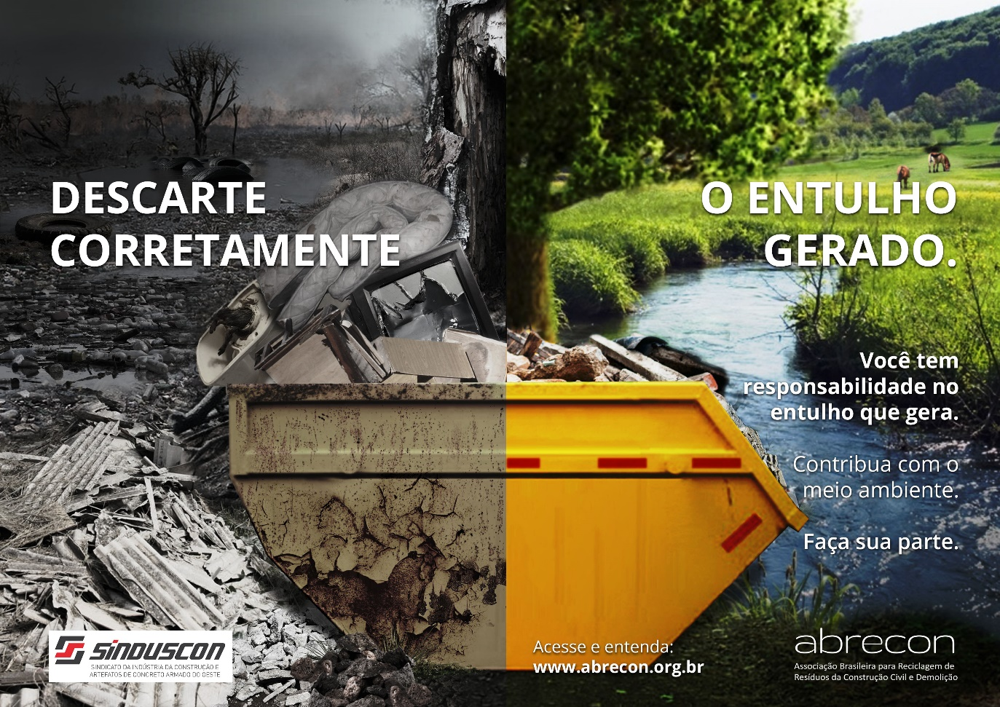 DESCARTE
CORRETAMENTE
O ENTULHO
GERADO.
Você tem
responsabilidade no
entulho que gera.
Contribua com o
meio ambiente.
Faça sua parte.
SINDUSCON
SINDICATO DA INDÚSTRIA DA CONSTRUÇÃO E
ARTEFATOS DE CONCRETO ARMADO DO OESTE
Acesse e entenda:
www.abrecon.org.br
abrecon
Associação Brasileira para Reciclagem de
Resíduos da Construção Civil e Demolição